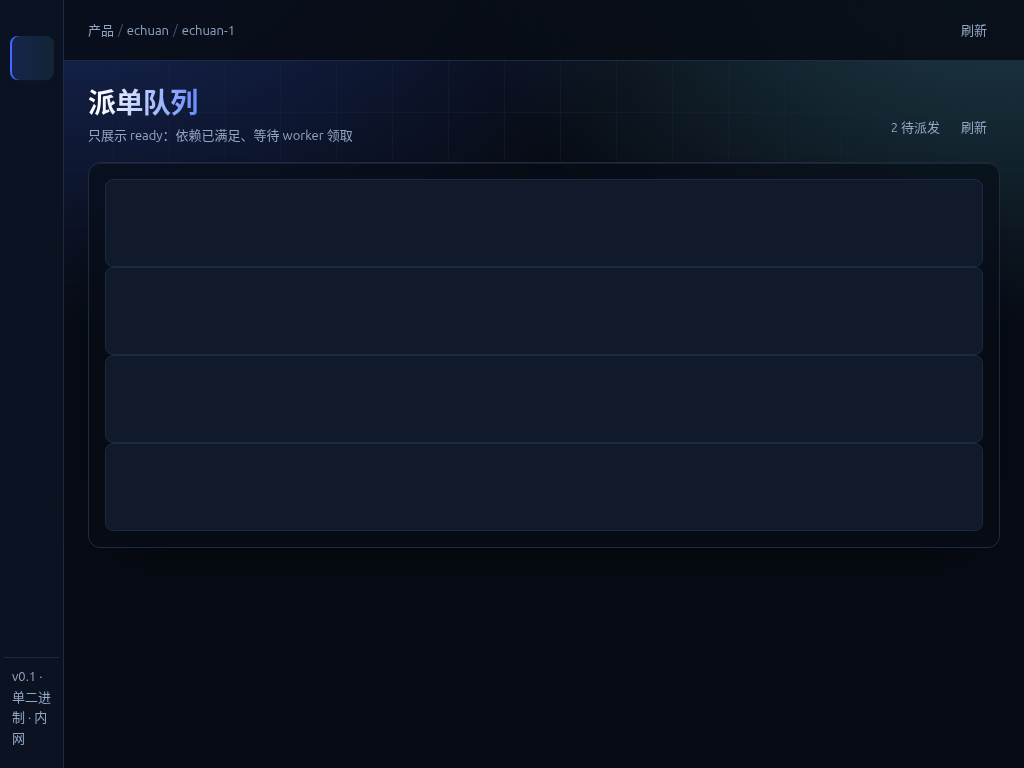 产品 / echuan / echuan-1
刷新
派单队列
只展示 ready：依赖已满足、等待 worker 领取
2 待派发 刷新
v0.1 ·
单二进
制 · 内
网